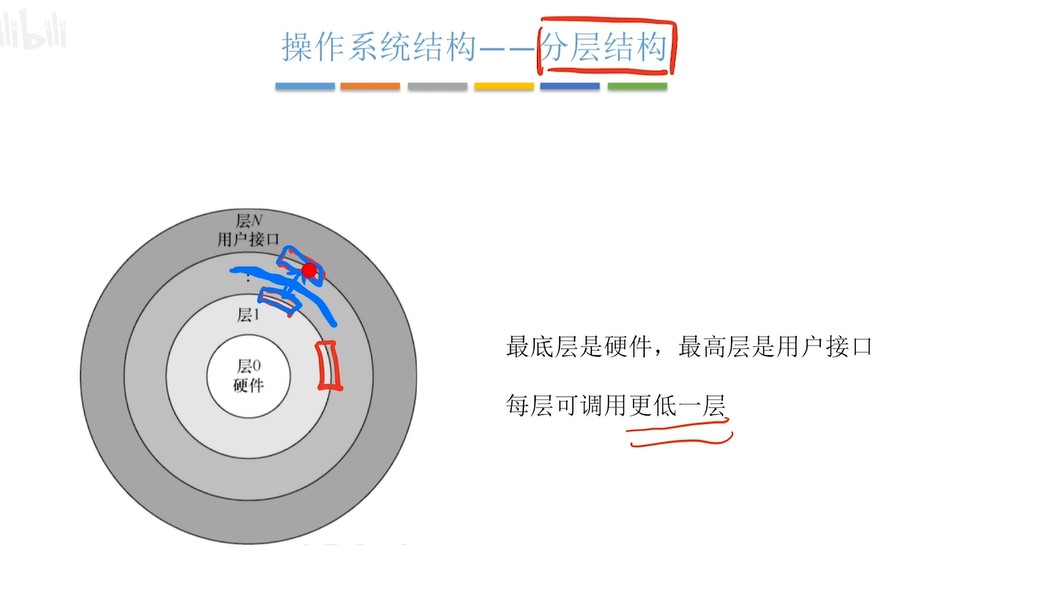 bilibili
操作系统结构——分层结构
层N
用户接口
⋮
层1
层0
硬件
最底层是硬件，最高层是用户接口
每层可调用更低一层